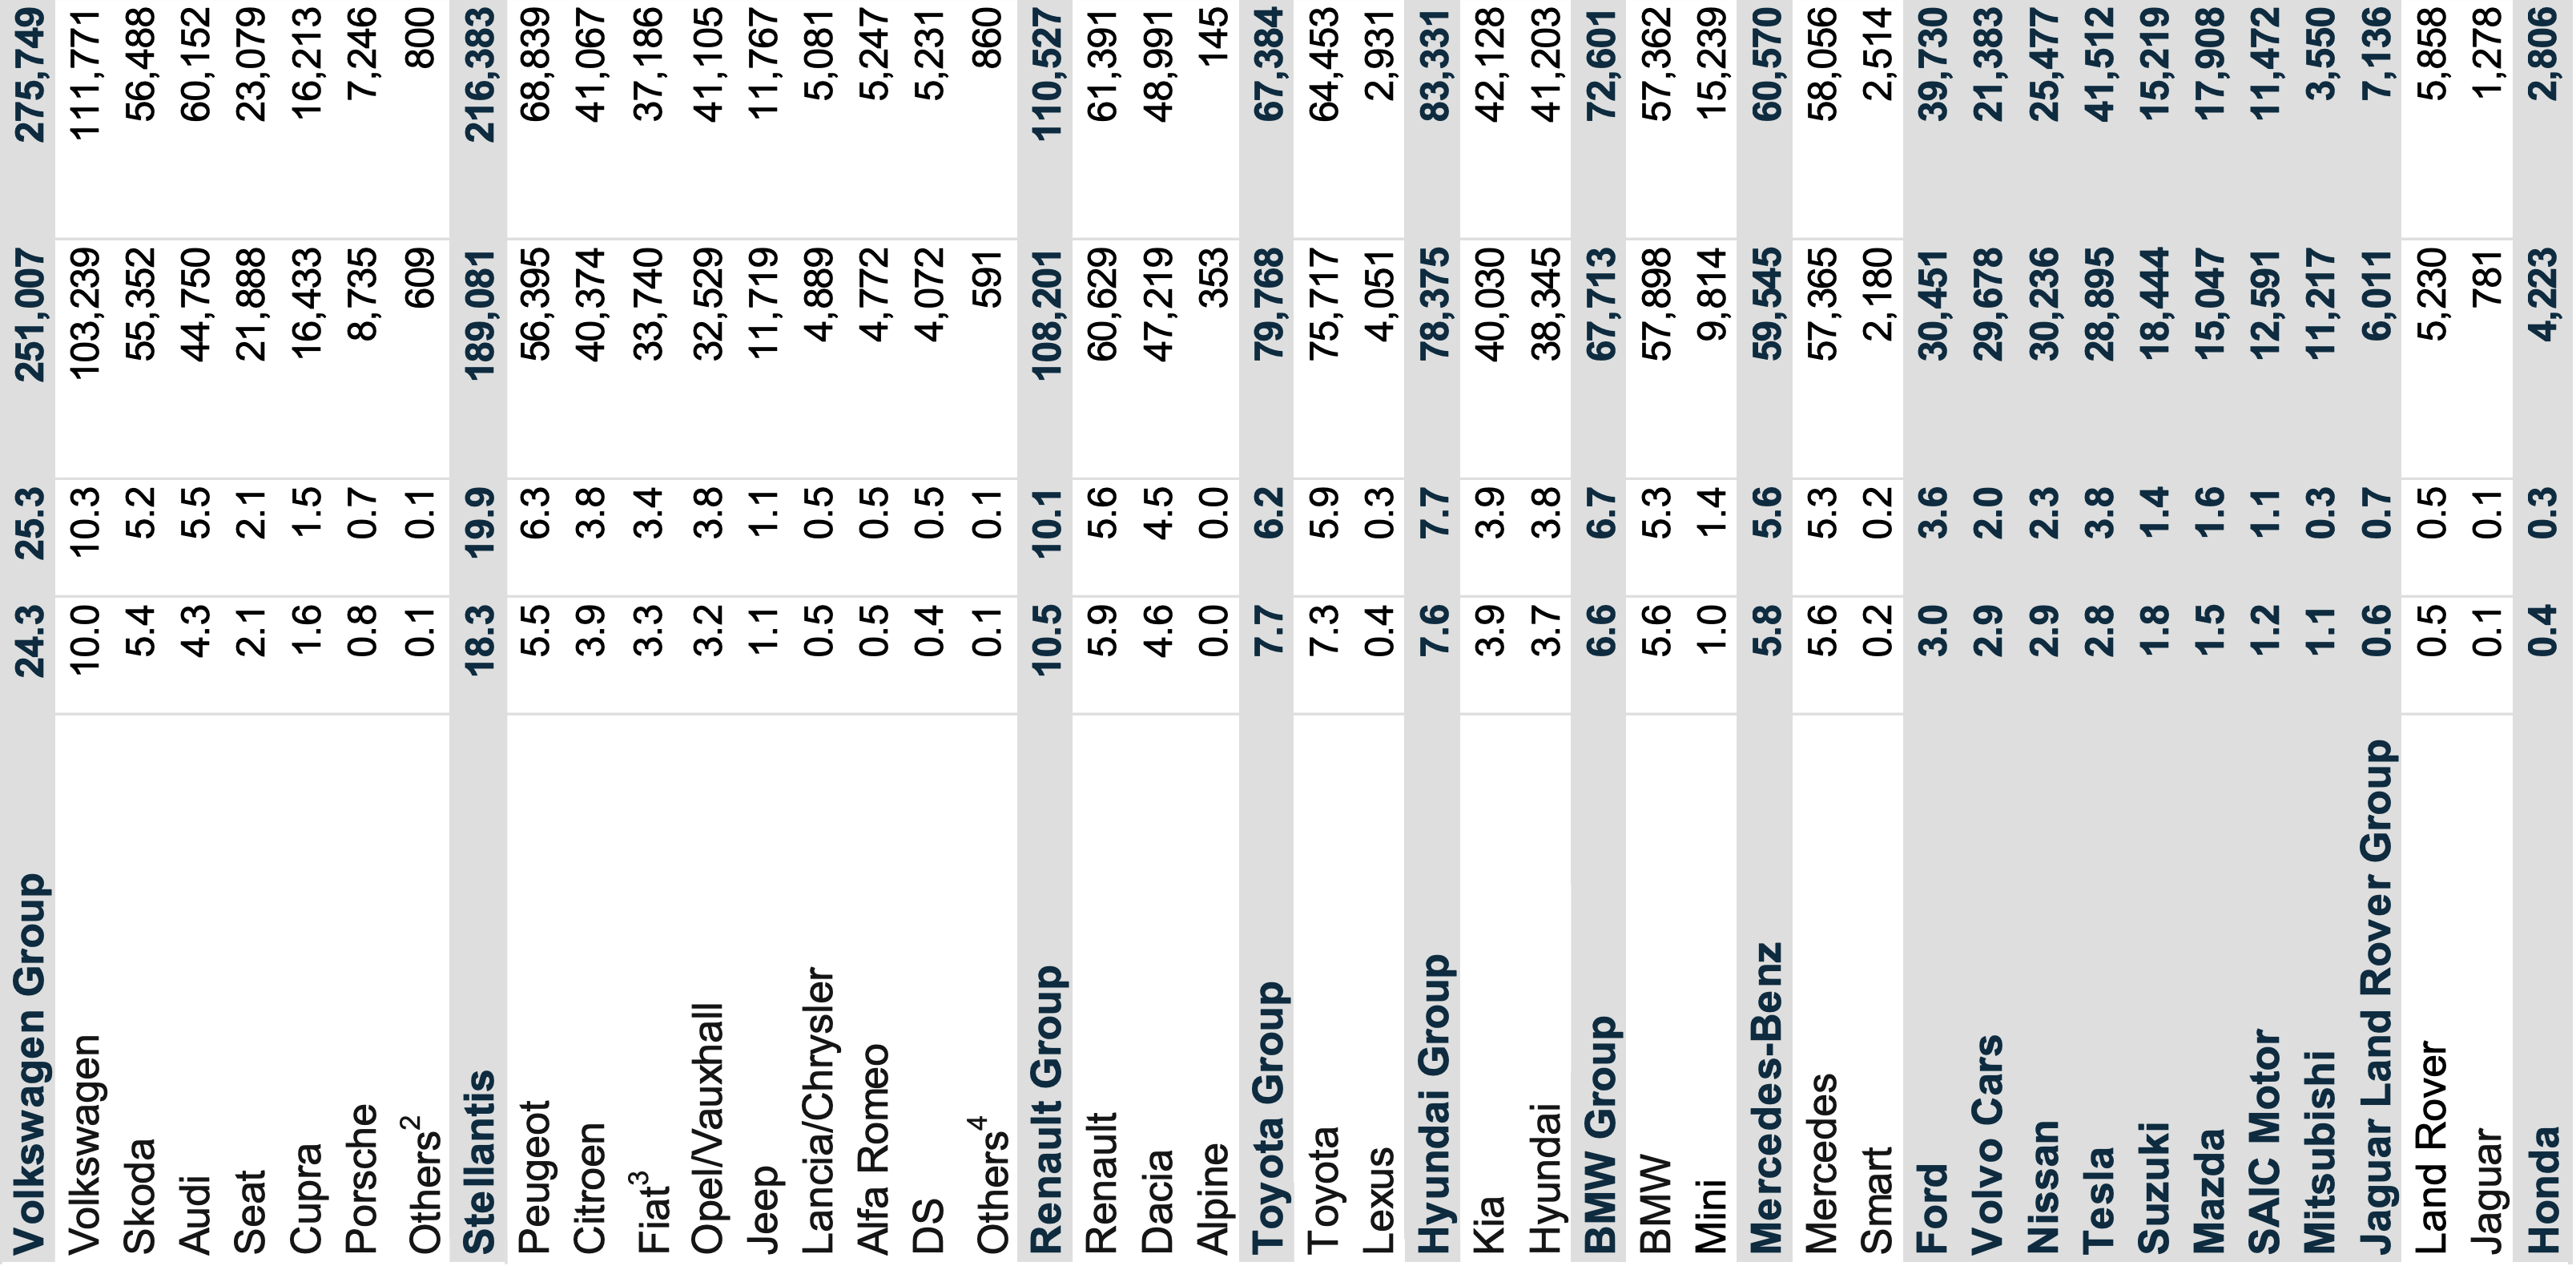 Volkswagen Group 24.3 25.3 251,007 275,749
Volkswagen 10.0 10.3 103,239 111,771
Skoda 5.4 5.2 55,352 56,488
Audi 4.3 5.5 44,750 60,152
Seat 2.1 2.1 21,888 23,079
Cupra 1.6 1.5 16,433 16,213
Porsche 0.8 0.7 8,735 7,246
Others² 0.1 0.1 609 800
Stellantis 18.3 19.9 189,081 216,383
Peugeot 5.5 6.3 56,395 68,839
Citroen 3.9 3.8 40,374 41,067
Fiat³ 3.3 3.4 33,740 37,186
Opel/Vauxhall 3.2 3.8 32,529 41,105
Jeep 1.1 1.1 11,719 11,767
Lancia/Chrysler 0.5 0.5 4,889 5,081
Alfa Romeo 0.5 0.5 4,772 5,247
DS 0.4 0.5 4,072 5,231
Others⁴ 0.1 0.1 591 860
Renault Group 10.5 10.1 108,201 110,527
Renault 5.9 5.6 60,629 61,391
Dacia 4.6 4.5 47,219 48,991
Alpine 0.0 0.0 353 145
Toyota Group 7.7 6.2 79,768 67,384
Toyota 7.3 5.9 75,717 64,453
Lexus 0.4 0.3 4,051 2,931
Hyundai Group 7.6 7.7 78,375 83,331
Kia 3.9 3.9 40,030 42,128
Hyundai 3.7 3.8 38,345 41,203
BMW Group 6.6 6.7 67,713 72,601
BMW 5.6 5.3 57,898 57,362
Mini 1.0 1.4 9,814 15,239
Mercedes-Benz 5.8 5.6 59,545 60,570
Mercedes 5.6 5.3 57,365 58,056
Smart 0.2 0.2 2,180 2,514
Ford 3.0 3.6 30,451 39,730
Volvo Cars 2.9 2.0 29,678 21,383
Nissan 2.9 2.3 30,236 25,477
Tesla 2.8 3.8 28,895 41,512
Suzuki 1.8 1.4 18,444 15,219
Mazda 1.5 1.6 15,047 17,908
SAIC Motor 1.2 1.1 12,591 11,472
Mitsubishi 1.1 0.3 11,217 3,550
Jaguar Land Rover Group 0.6 0.7 6,011 7,136
Land Rover 0.5 0.5 5,230 5,858
Jaguar 0.1 0.1 781 1,278
Honda 0.4 0.3 4,223 2,806